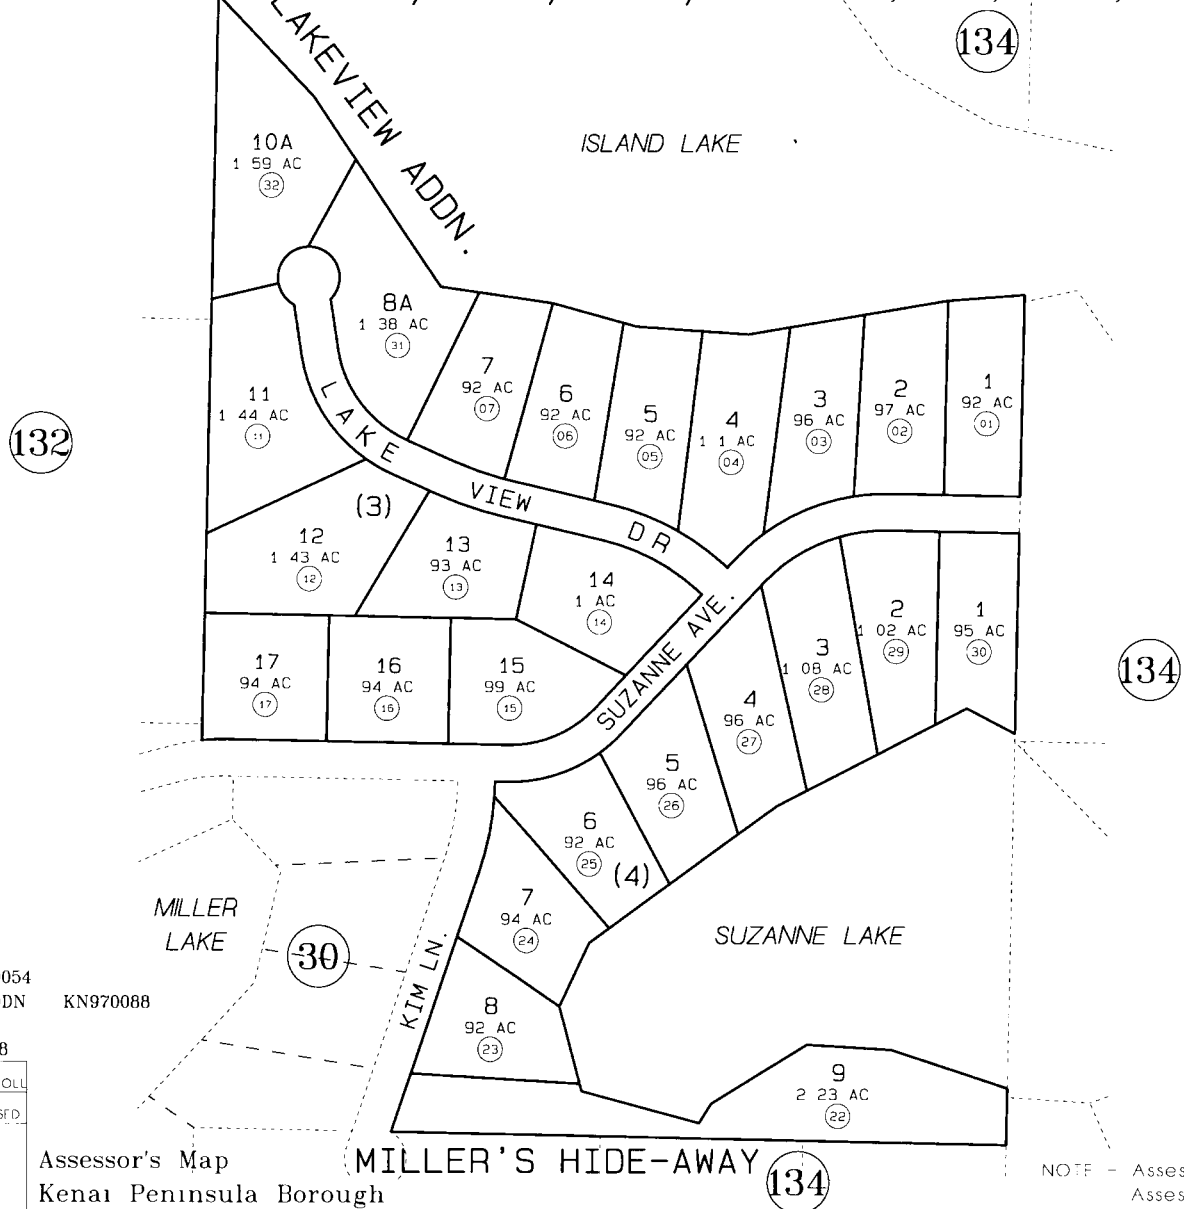 LAKEVIEW ADDN.
134
ISLAND LAKE
10A
1 59 AC
32
8A
1 38 AC
31
7
92 AC
07
6
92 AC
06
5
92 AC
05
4
1 1 AC
04
3
96 AC
03
2
97 AC
02
1
92 AC
01
11
1 44 AC
11
132
LAKE VIEW DR
(3)
12
1 43 AC
12
13
93 AC
13
14
1 AC
14
SUZANNE AVE.
17
94 AC
17
16
94 AC
16
15
99 AC
15
1
95 AC
30
2
1 02 AC
29
3
1 08 AC
28
4
96 AC
27
5
96 AC
26
6
92 AC
25
(4)
134
7
94 AC
24
8
92 AC
23
9
2 23 AC
22
KIM LN.
MILLER
LAKE
30
SUZANNE LAKE
054
DN KN970088
8
OLL
SED
MILLER'S HIDE-AWAY
134
Assessor's Map
Kenai Peninsula Borough
NOTE - Asses
Asses